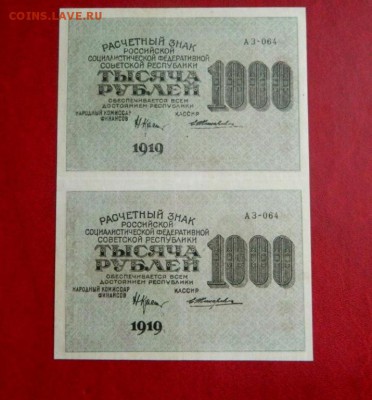 COINS.LAVE.RU
РАСЧЕТНЫЙ ЗНАК
РОССИЙСКОЙ
СОЦИАЛИСТИЧЕСКОЙ ФЕДЕРАТИВНОЙ
СОВЕТСКОЙ РЕСПУБЛИКИ
ТЫСЯЧА
РУБЛЕЙ
ОБЕСПЕЧИВАЕТСЯ ВСЕМ
ДОСТОЯНИЕМ РЕСПУБЛИКИ
НАРОДНЫЙ КОМИССАР
ФИНАНСОВ
КАССИР
1919
АЗ-064
1000
РАСЧЕТНЫЙ ЗНАК
РОССИЙСКОЙ
СОЦИАЛИСТИЧЕСКОЙ ФЕДЕРАТИВНОЙ
СОВЕТСКОЙ РЕСПУБЛИКИ
ТЫСЯЧА
РУБЛЕЙ
ОБЕСПЕЧИВАЕТСЯ ВСЕМ
ДОСТОЯНИЕМ РЕСПУБЛИКИ
НАРОДНЫЙ КОМИССАР
ФИНАНСОВ
КАССИР
1919
АЗ-064
1000